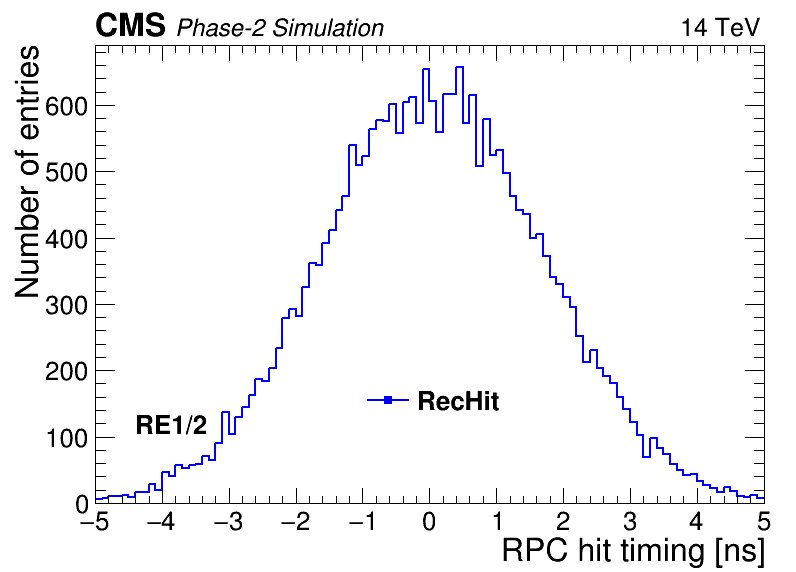 CMS Phase-2 Simulation 14 TeV
Number of entries
600
500
400
300
200
100
0
RE1/2
RecHit
−5 −4 −3 −2 −1 0 1 2 3 4 5
RPC hit timing [ns]